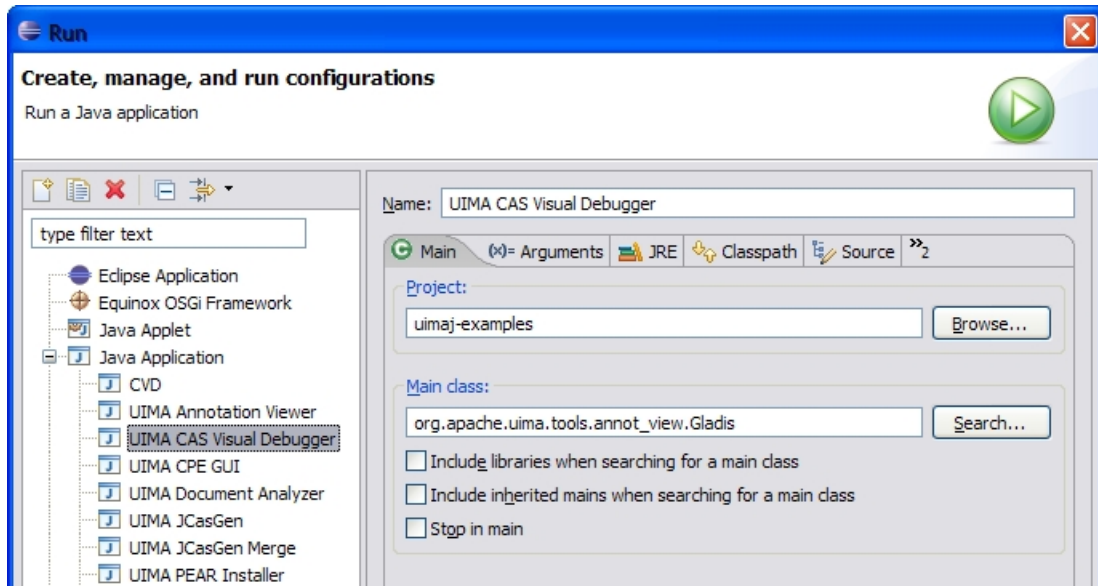 Run
Create, manage, and run configurations
Run a Java application
type filter text
Eclipse Application
Equinox OSGi Framework
Java Applet
Java Application
CVD
UIMA Annotation Viewer
UIMA CAS Visual Debugger
UIMA CPE GUI
UIMA Document Analyzer
UIMA JCasGen
UIMA JCasGen Merge
UIMA PEAR Installer
Name: UIMA CAS Visual Debugger
Main (x)= Arguments JRE Classpath Source »2
Project:
uimaj-examples Browse...
Main class:
org.apache.uima.tools.annot_view.Gladis Search...
Include libraries when searching for a main class
Include inherited mains when searching for a main class
Stop in main